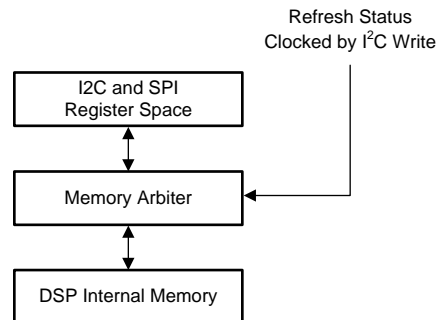 Refresh Status
Clocked by I²C Write
I2C and SPI
Register Space
Memory Arbiter
DSP Internal Memory